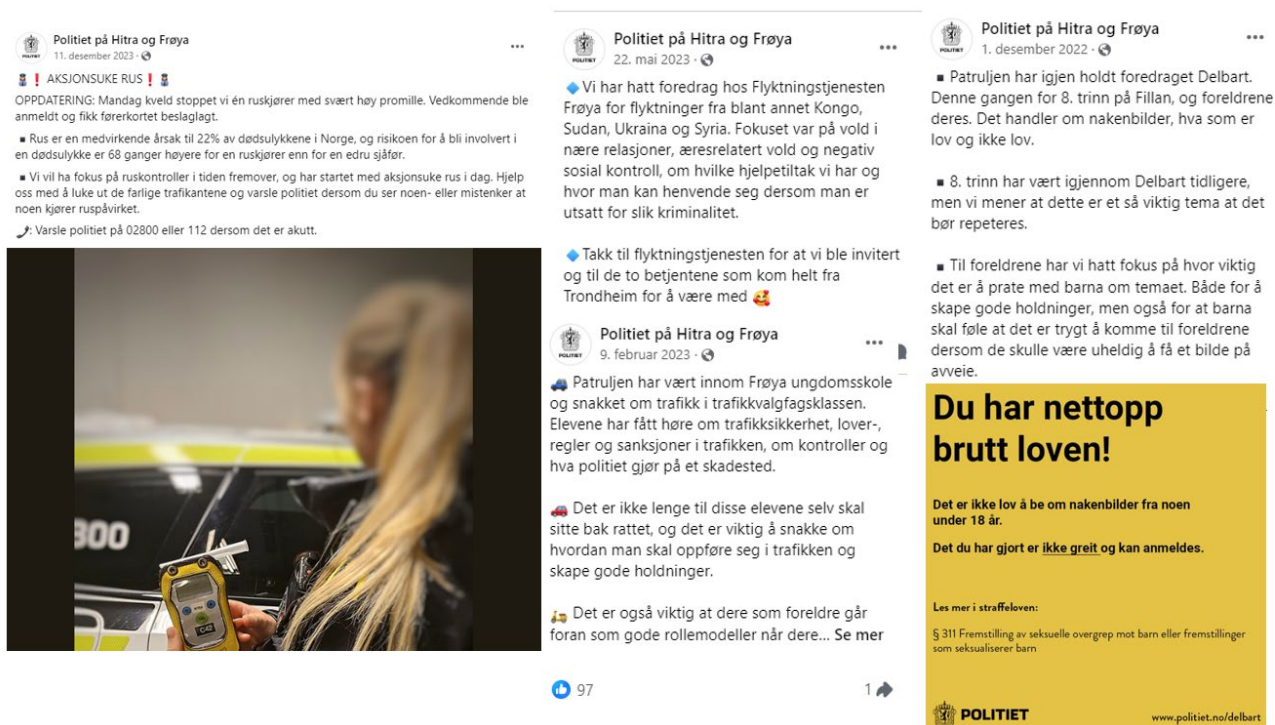 Politiet på Hitra og Frøya
11. desember 2023
AKSJONSUKE RUS
OPPDATERING: Mandag kveld stoppet vi én ruskjører med svært høy promille. Vedkommende ble
anmeldt og fikk førerkortet beslaglagt.
Rus er en medvirkende årsak til 22% av dødsulykkene i Norge, og risikoen for å bli involvert i
en dødsulykke er 68 ganger høyere for en ruskjører enn for en edru sjåfør.
Vi vil ha fokus på ruskontroller i tiden fremover, og har startet med aksjonsuke rus i dag. Hjelp
oss med å luke ut de farlige trafikantene og varsle politiet dersom du ser noen- eller mistenker at
noen kjører ruspåvirket.
: Varsle politiet på 02800 eller 112 dersom det er akutt.
800
C42
Politiet på Hitra og Frøya
22. mai 2023
Vi har hatt foredrag hos Flyktningstjenesten
Frøya for flyktninger fra blant annet Kongo,
Sudan, Ukraina og Syria. Fokuset var på vold i
nære relasjoner, æresrelatert vold og negativ
sosial kontroll, om hvilke hjelpetiltak vi har og
hvor man kan henvende seg dersom man er
utsatt for slik kriminalitet.
Takk til flyktningstjenesten for at vi ble invitert
og til de to betjentene som kom helt fra
Trondheim for å være med
Politiet på Hitra og Frøya
9. februar 2023
Patruljen har vært innom Frøya ungdomsskole
og snakket om trafikk i trafikkvalgfagsklassen.
Elevene har fått høre om trafikksikkerhet, lover-,
regler og sanksjoner i trafikken, om kontroller og
hva politiet gjør på et skadested.
Det er ikke lenge til disse elevene selv skal
sitte bak rattet, og det er viktig å snakke om
hvordan man skal oppføre seg i trafikken og
skape gode holdninger.
Det er også viktig at dere som foreldre går
foran som gode rollemodeller når dere... Se mer
97
1
Politiet på Hitra og Frøya
1. desember 2022
Patruljen har igjen holdt foredraget Delbart.
Denne gangen for 8. trinn på Fillan, og foreldrene
deres. Det handler om nakenbilder, hva som er
lov og ikke lov.
8. trinn har vært igjennom Delbart tidligere,
men vi mener at dette er et så viktig tema at det
bør repeteres.
Til foreldrene har vi hatt fokus på hvor viktig
det er å prate med barna om temaet. Både for å
skape gode holdninger, men også for at barna
skal føle at det er trygt å komme til foreldrene
dersom de skulle være uheldig å få et bilde på
avveie.
Du har nettopp
brutt loven!
Det er ikke lov å be om nakenbilder fra noen
under 18 år.
Det du har gjort er ikke greit og kan anmeldes.
Les mer i straffeloven:
§ 311 Fremstilling av seksuelle overgrep mot barn eller fremstillinger
som seksualiserer barn
POLITIET
www.politiet.no/delbart